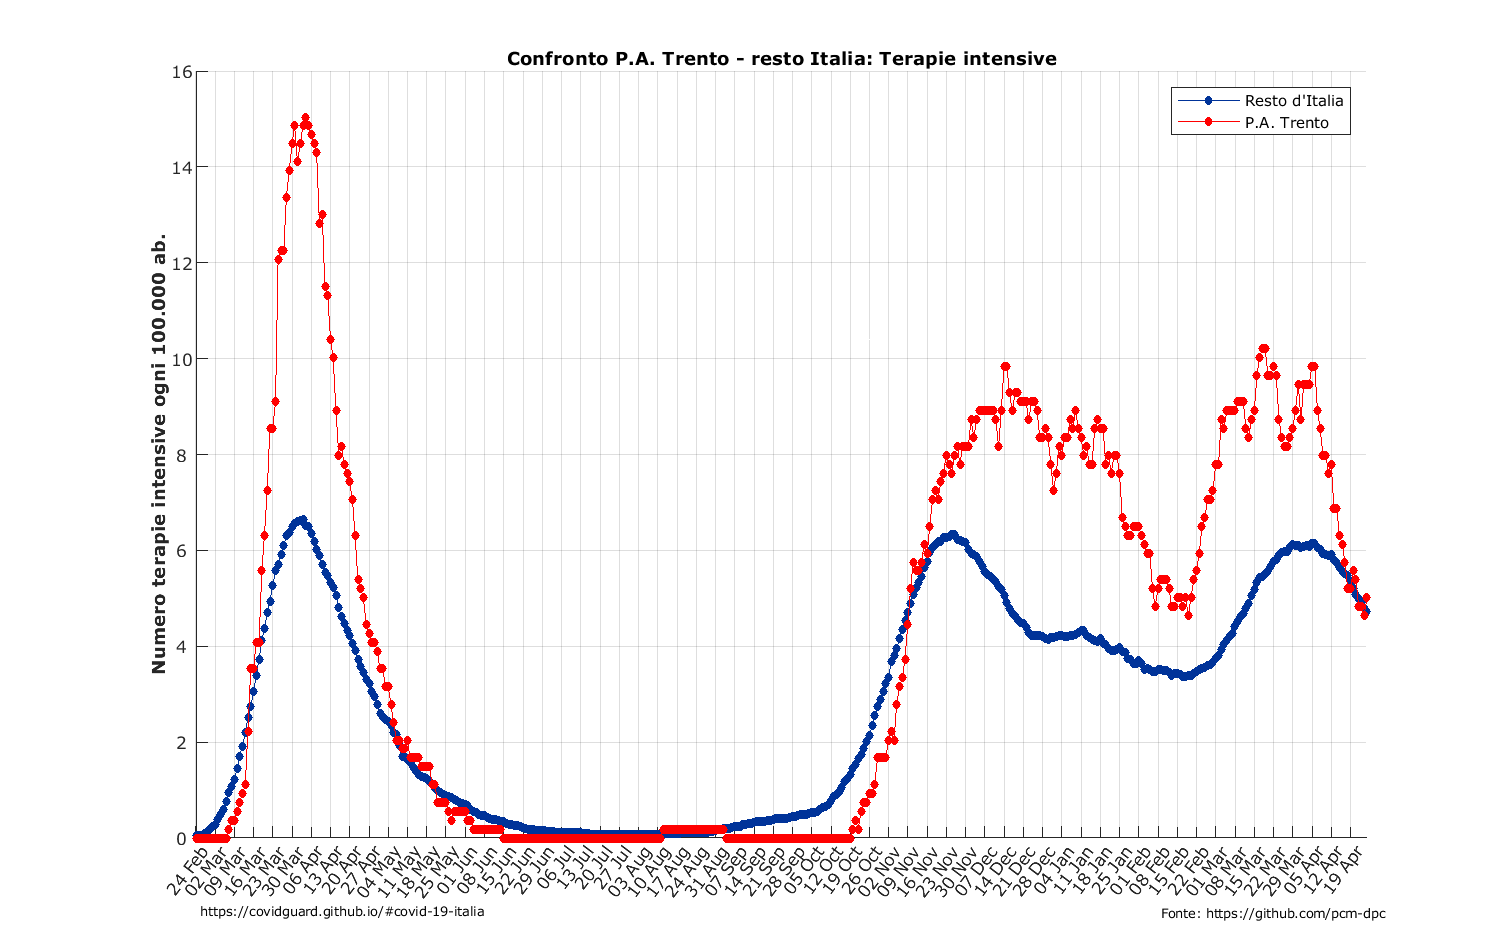 Confronto P.A. Trento - resto Italia: Terapie intensive
Numero terapie intensive ogni 100.000 ab.
16
14
12
10
8
6
4
2
0
Resto d'Italia
P.A. Trento
24 Feb
02 Mar
09 Mar
16 Mar
23 Mar
30 Mar
06 Apr
13 Apr
20 Apr
27 Apr
04 May
11 May
18 May
25 May
01 Jun
08 Jun
15 Jun
22 Jun
29 Jun
06 Jul
13 Jul
20 Jul
27 Jul
03 Aug
10 Aug
17 Aug
24 Aug
31 Aug
07 Sep
14 Sep
21 Sep
28 Sep
05 Oct
12 Oct
19 Oct
26 Oct
02 Nov
09 Nov
16 Nov
23 Nov
30 Nov
07 Dec
14 Dec
21 Dec
28 Dec
04 Jan
11 Jan
18 Jan
25 Jan
01 Feb
08 Feb
15 Feb
22 Feb
01 Mar
08 Mar
15 Mar
22 Mar
29 Mar
05 Apr
12 Apr
19 Apr
https://covidguard.github.io/#covid-19-italia
Fonte: https://github.com/pcm-dpc